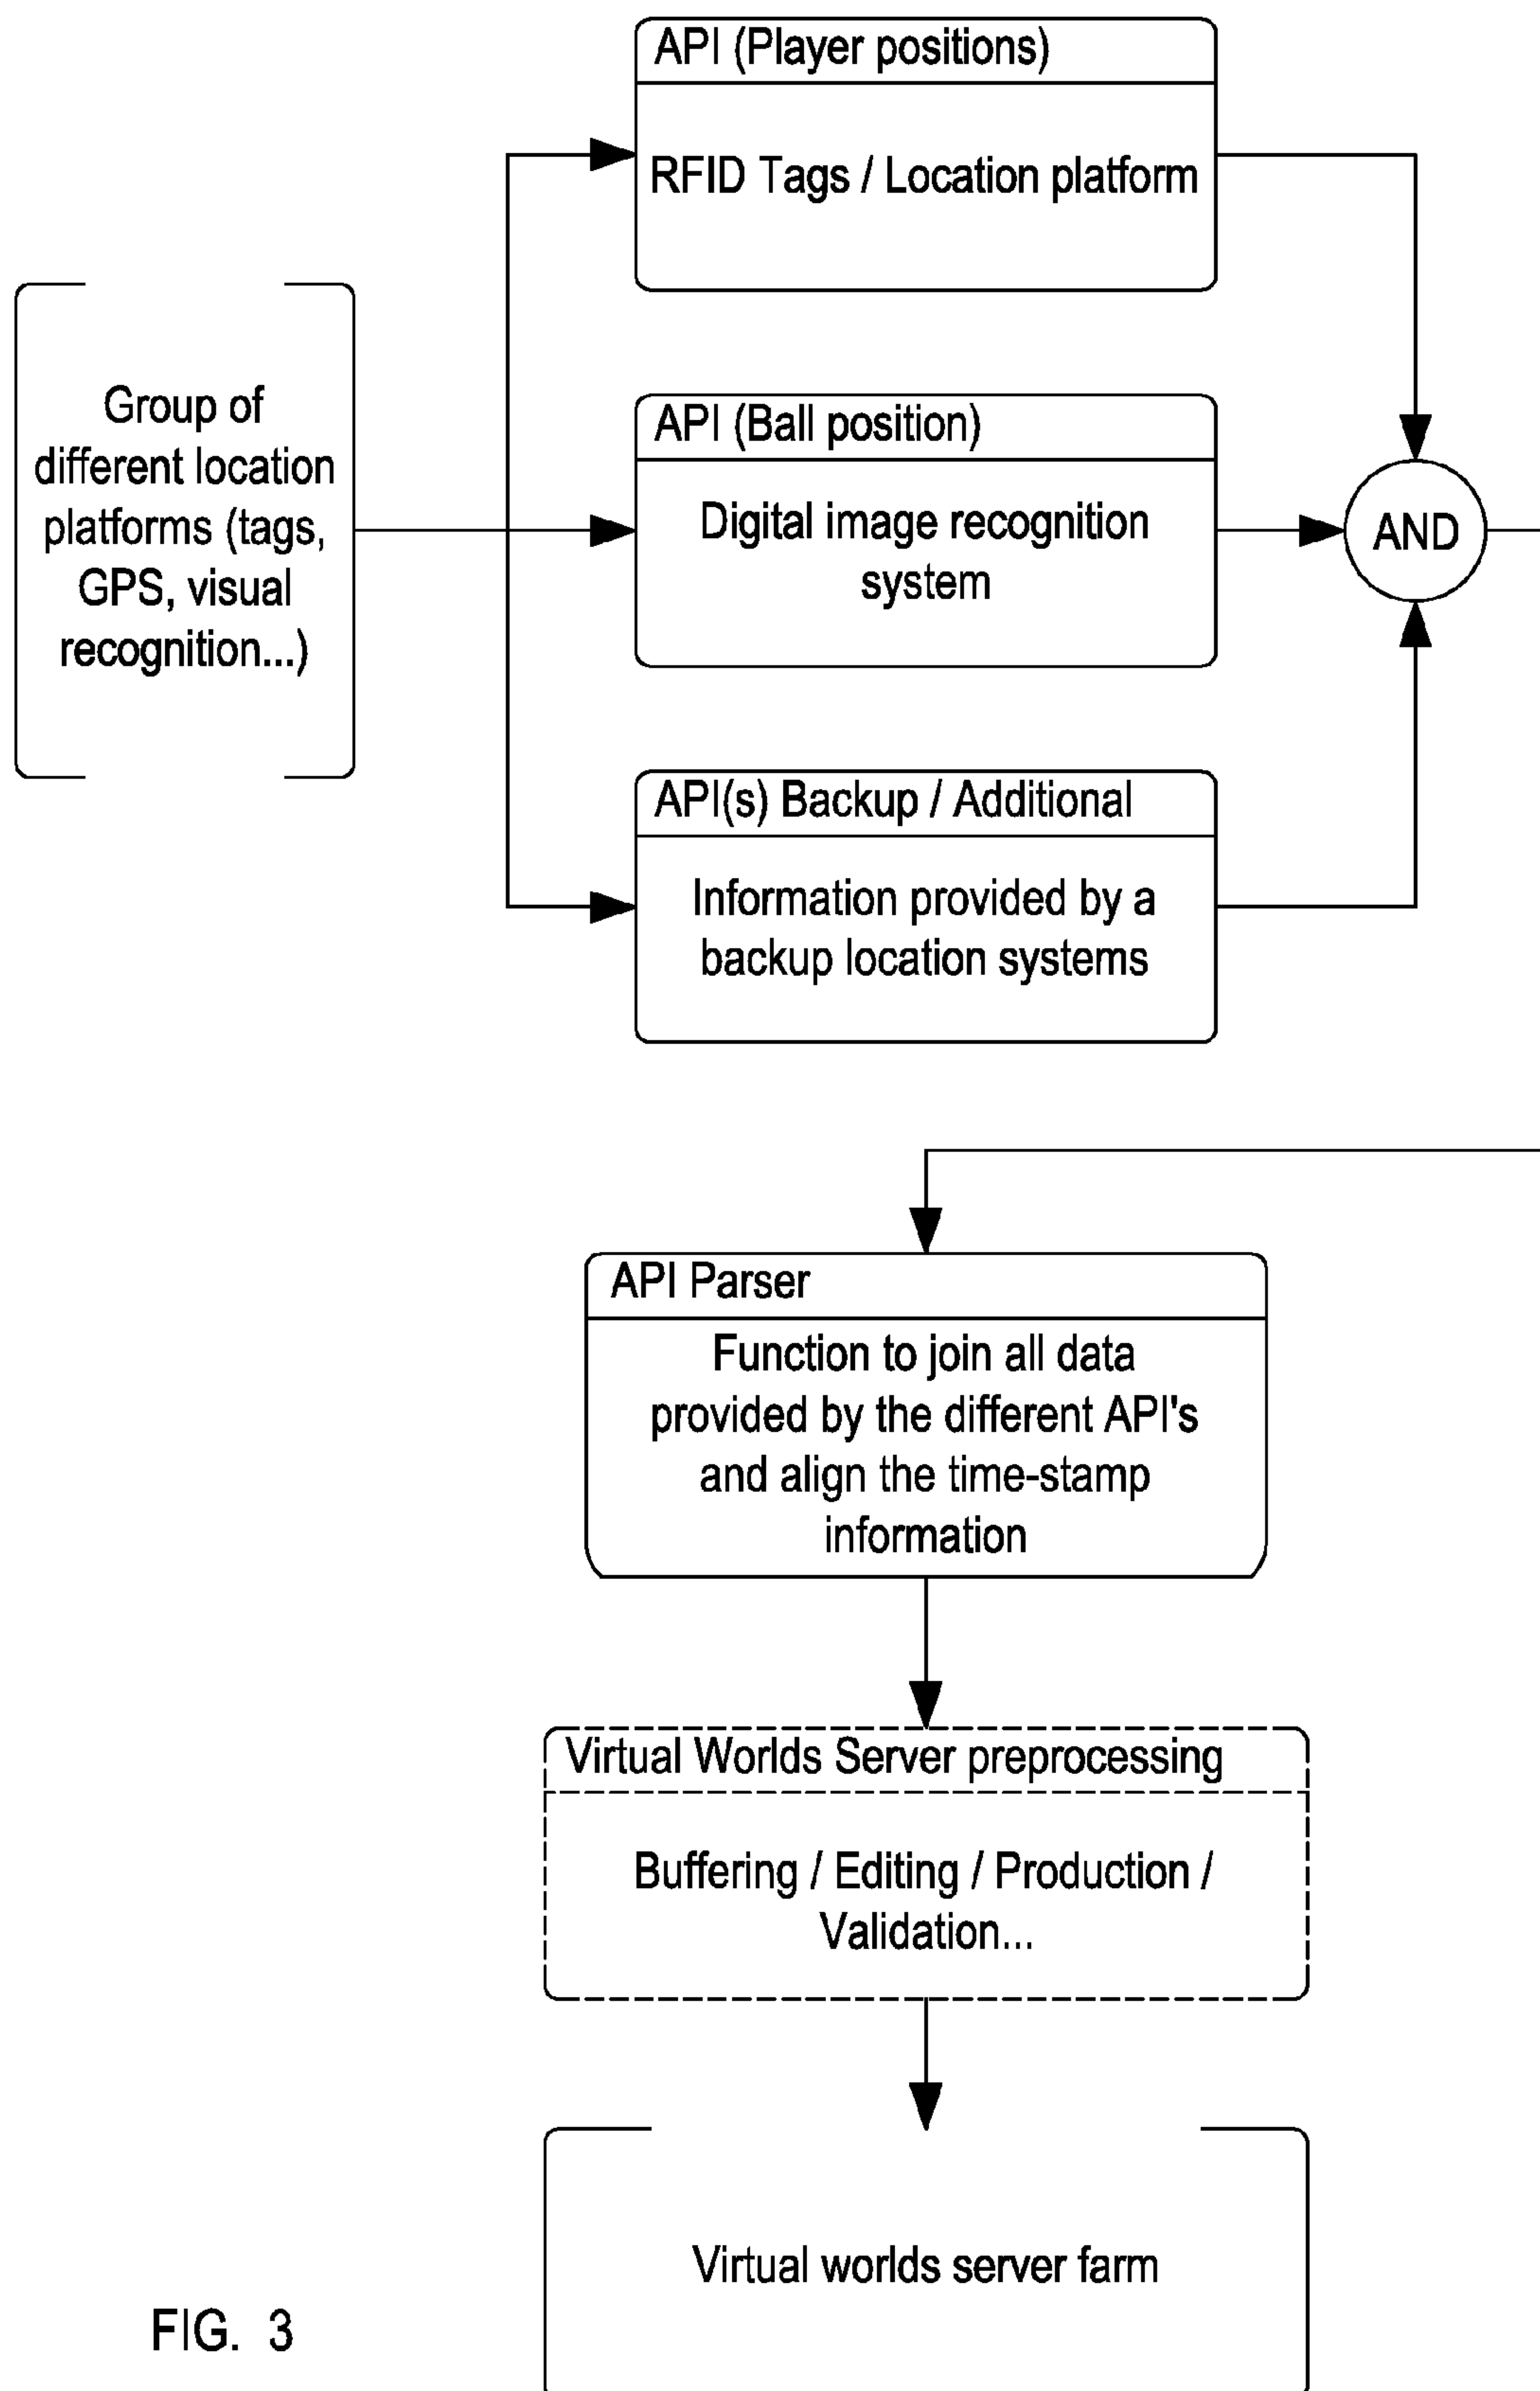 API (Player positions)
RFID Tags / Location platform
Group of
different location
platforms (tags,
GPS, visual
recognition...)
API (Ball position)
Digital image recognition
system
AND
API(s) Backup / Additional
Information provided by a
backup location systems
API Parser
Function to join all data
provided by the different API's
and align the time-stamp
information
Virtual Worlds Server preprocessing
Buffering / Editing / Production /
Validation...
Virtual worlds server farm
FIG. 3